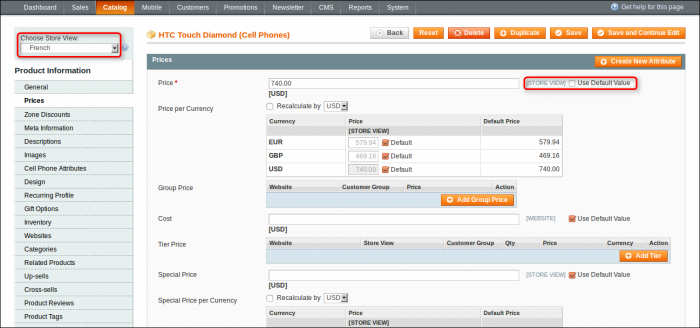 Dashboard Sales Catalog Mobile Customers Promotions Newsletter CMS Reports System Get help for this page
Choose Store View:
French
Product Information
General
Prices
Zone Discounts
Meta Information
Descriptions
Images
Cell Phone Attributes
Design
Recurring Profile
Gift Options
Inventory
Websites
Categories
Related Products
Up-sells
Cross-sells
Product Reviews
Product Tags
HTC Touch Diamond (Cell Phones) Back Reset Delete Duplicate Save Save and Continue Edit
Prices Create New Attribute
Price * 740.00 [STORE VIEW] Use Default Value
[USD]
Price per Currency Recalculate by USD
Currency Price Default Price
[STORE VIEW]
EUR 579.94 Default 579.94
GBP 469.16 Default 469.16
USD 740.00 Default 740.00
Group Price Website Customer Group Price Action
Add Group Price
Cost [WEBSITE] Use Default Value
[USD]
Tier Price Website Store View Customer Group Qty Price Currency Action
Add Tier
Special Price [STORE VIEW] Use Default Value
[USD]
Special Price per Currency Recalculate by USD
Currency Price Default Price
[STORE VIEW]